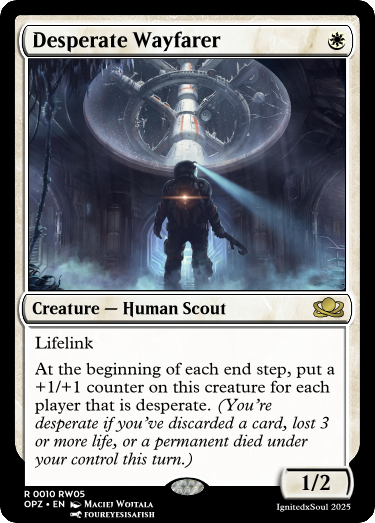 Desperate Wayfarer
Creature — Human Scout
Lifelink
At the beginning of each end step, put a
+1/+1 counter on this creature for each
player that is desperate. (You're
desperate if you've discarded a card, lost 3
or more life, or a permanent died under
your control this turn.)
1/2
R 0010 RW05
OPZ • EN Maciej Wojtala
foureyesisafish
IgnitedxSoul 2025